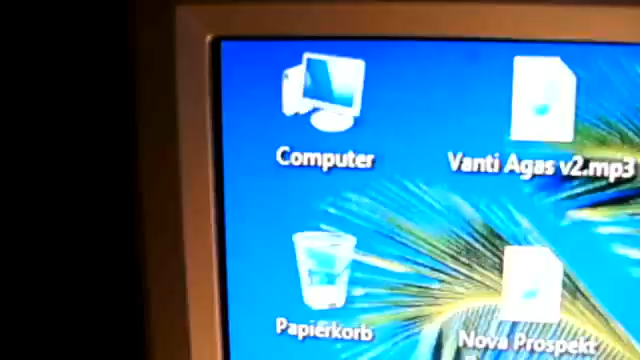 Computer
Vanti Agas v2.mp3
Papierkorb
Nova Prospekt